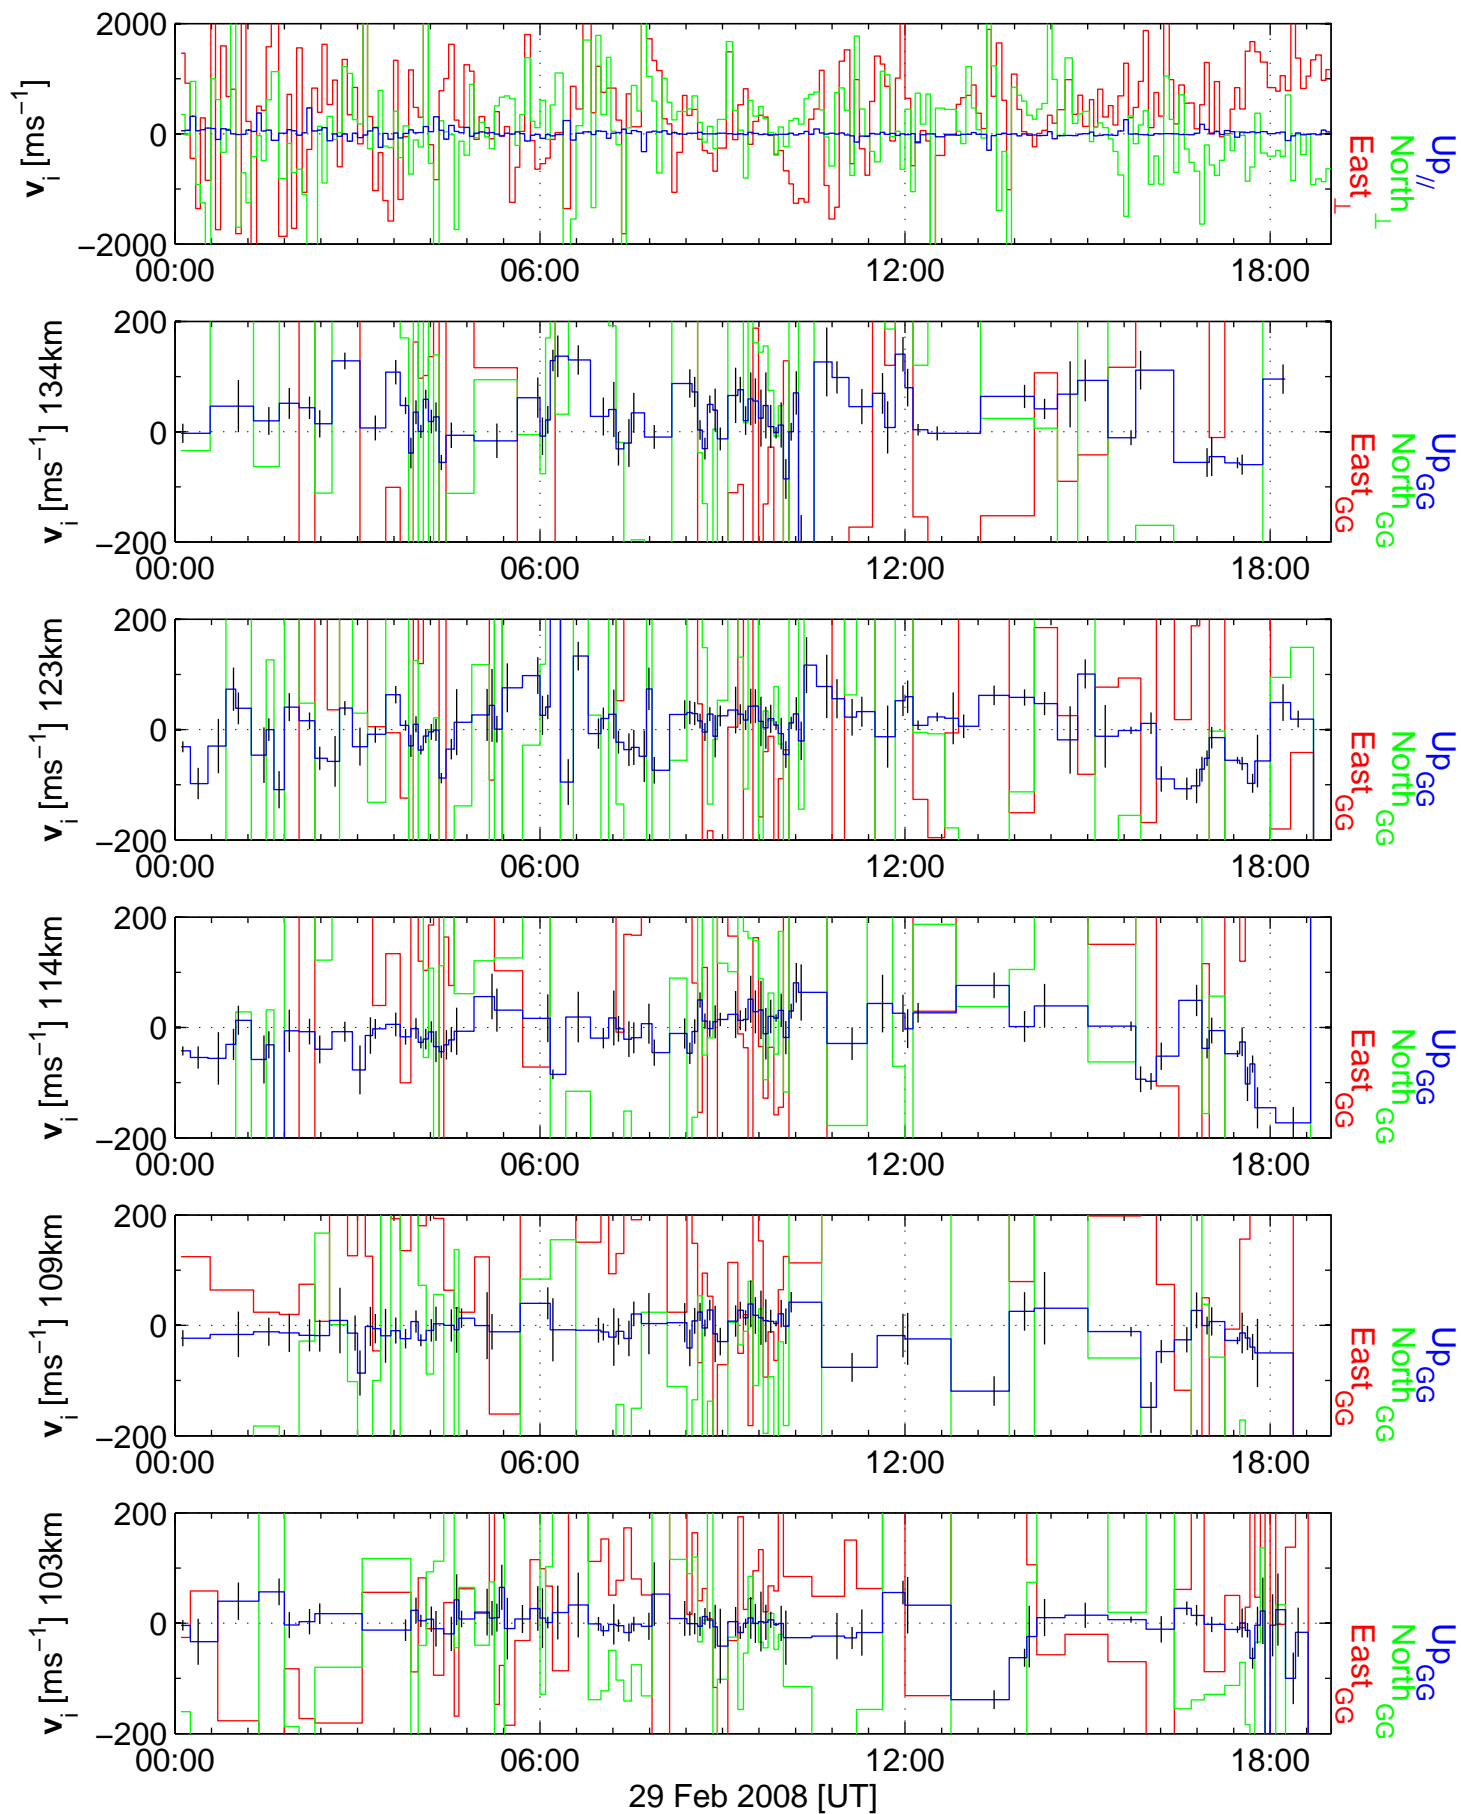 2000
0
−2000
v_i [ms⁻¹]
00:00 06:00 12:00 18:00
East_⊥
North_⊥
Up_//
200
0
−200
v_i [ms⁻¹] 134km
00:00 06:00 12:00 18:00
East_GG
North_GG
Up_GG
200
0
−200
v_i [ms⁻¹] 123km
00:00 06:00 12:00 18:00
East_GG
North_GG
Up_GG
200
0
−200
v_i [ms⁻¹] 114km
00:00 06:00 12:00 18:00
East_GG
North_GG
Up_GG
200
0
−200
v_i [ms⁻¹] 109km
00:00 06:00 12:00 18:00
East_GG
North_GG
Up_GG
200
0
−200
v_i [ms⁻¹] 103km
00:00 06:00 12:00 18:00
East_GG
North_GG
Up_GG
29 Feb 2008 [UT]